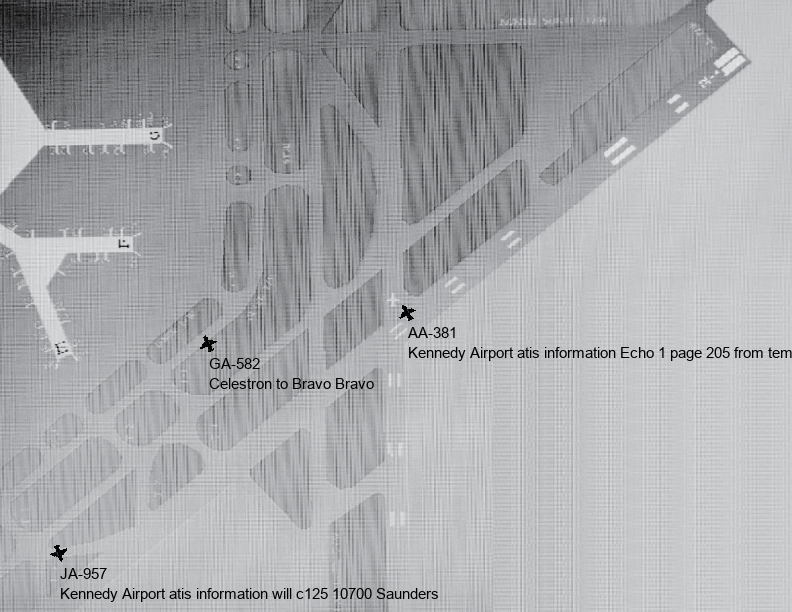 AA-381
Kennedy Airport atis information Echo 1 page 205 from tem
GA-582
Celestron to Bravo Bravo
JA-957
Kennedy Airport atis information will c125 10700 Saunders